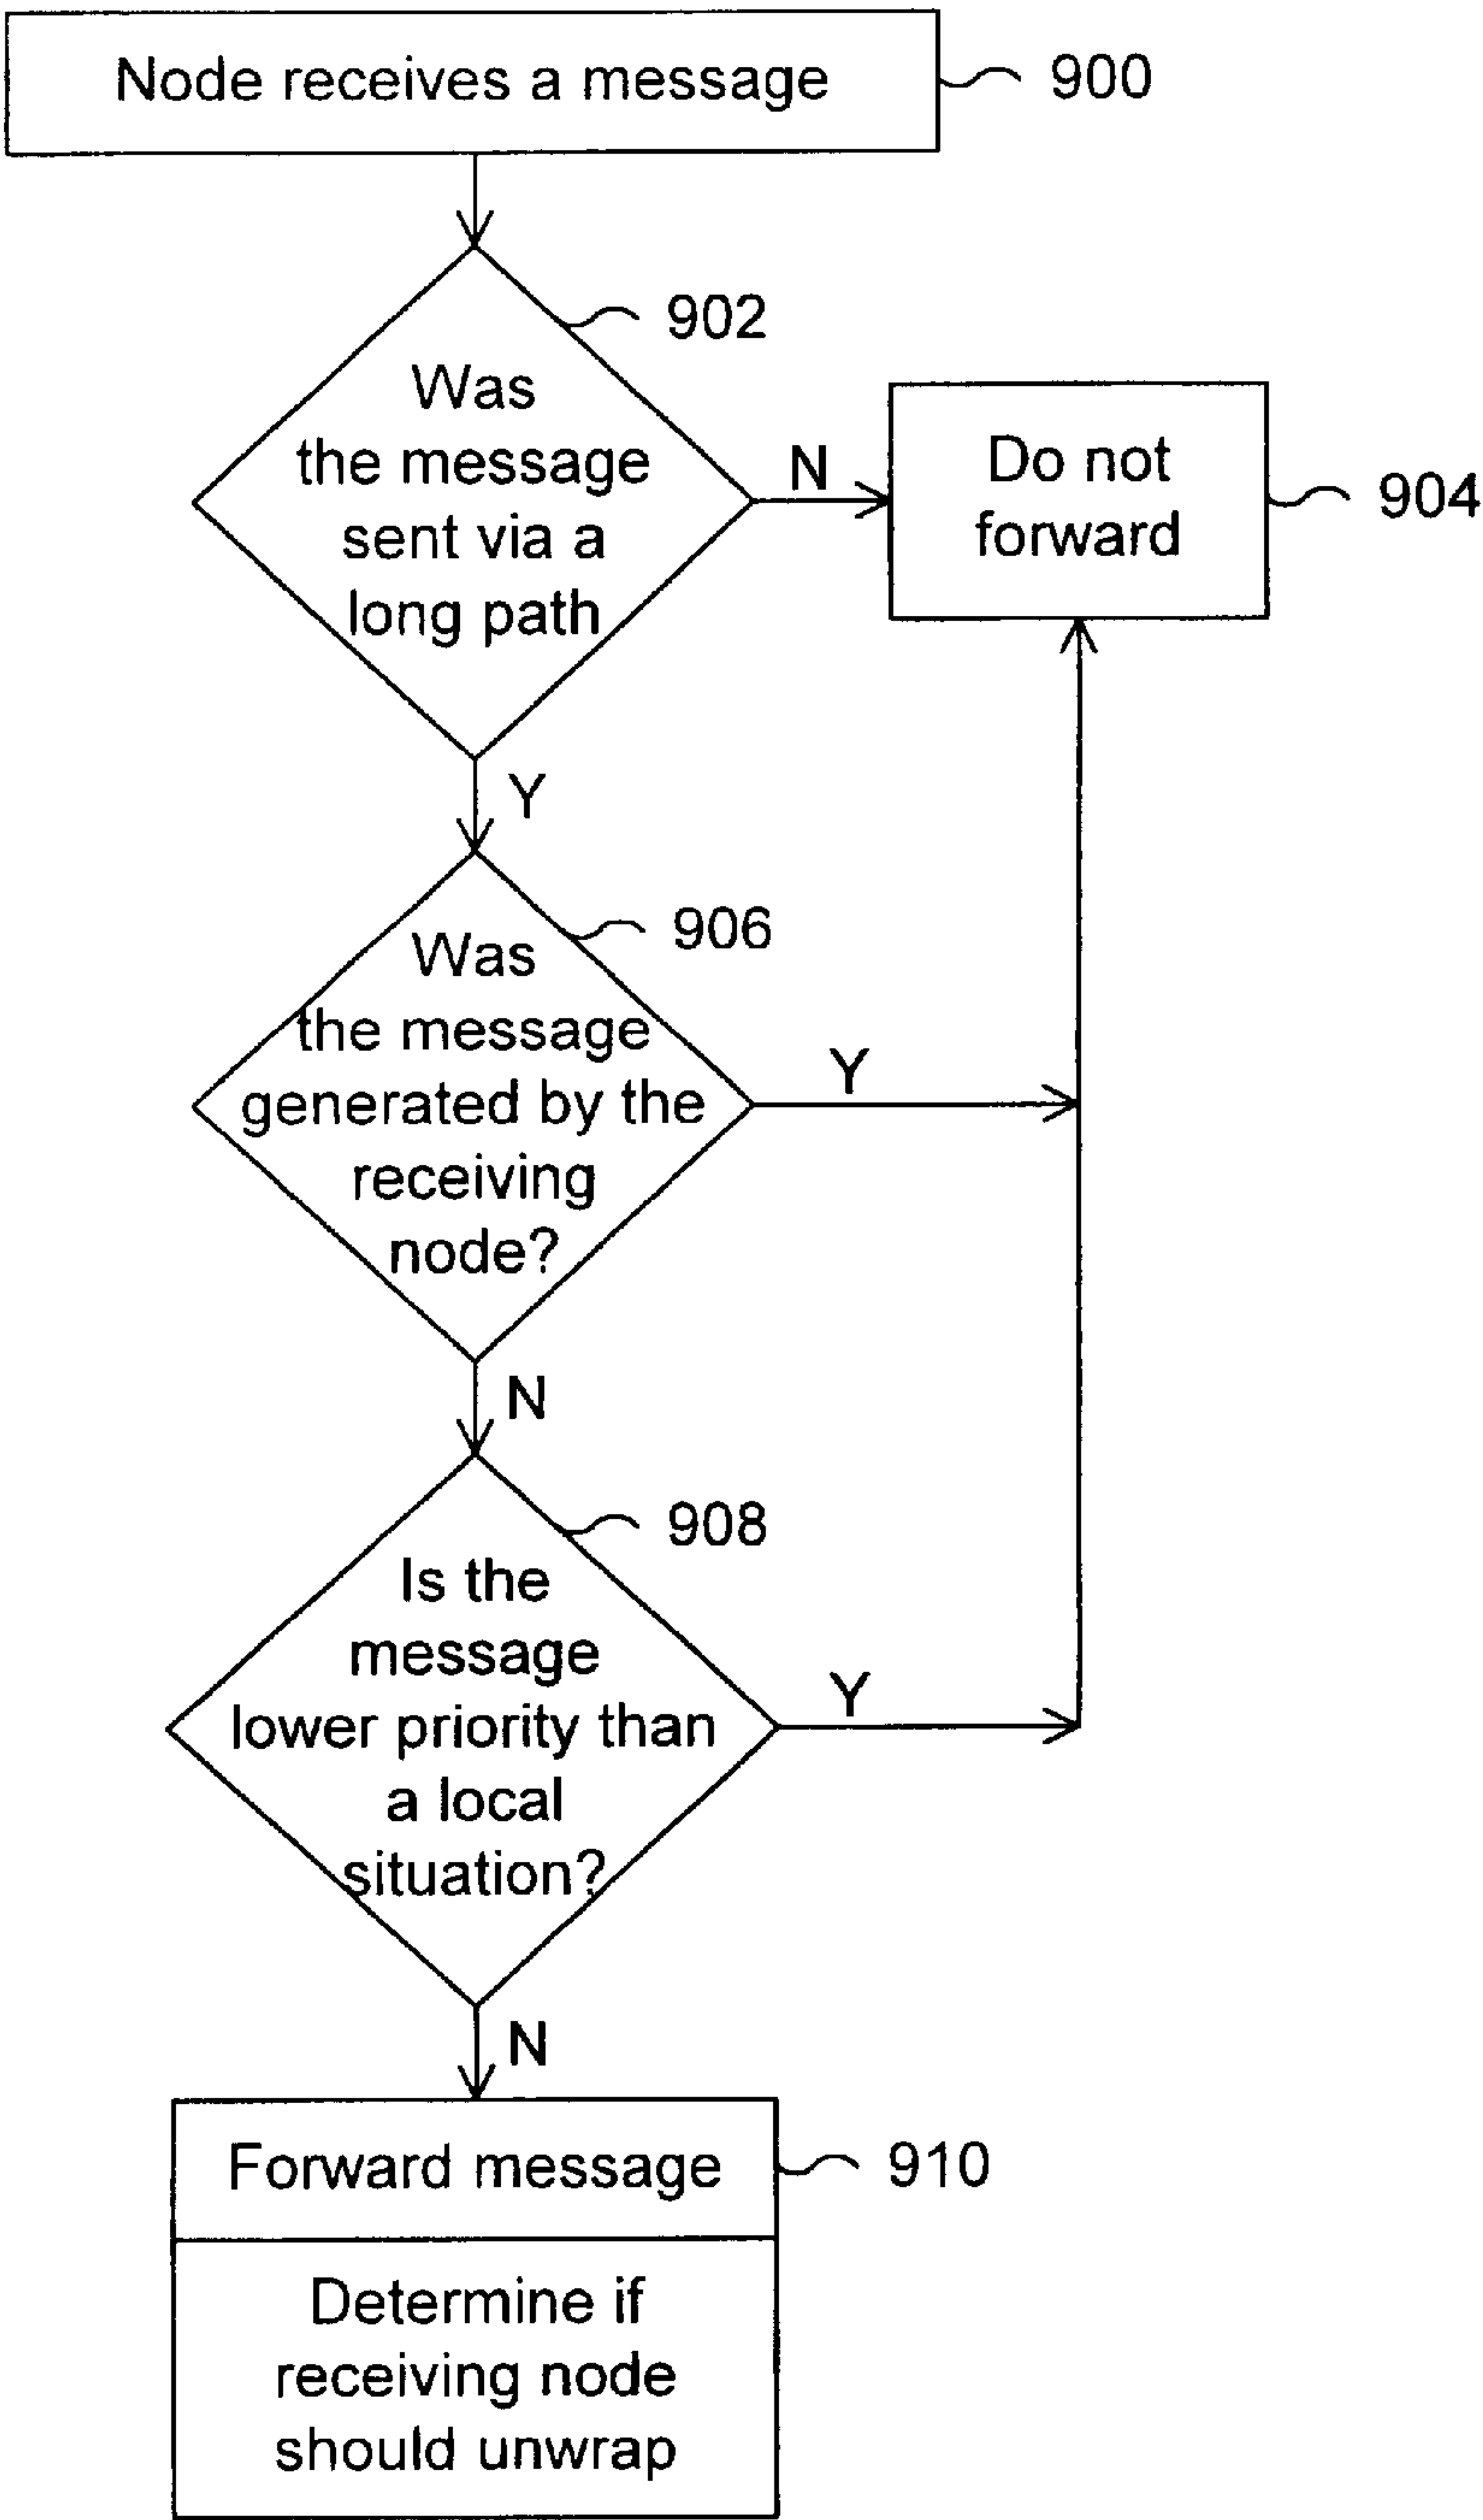 Node receives a message
900
902
Was
the message
sent via a
long path
N
Do not
forward
904
Y
906
Was
the message
generated by the
receiving
node?
Y
N
908
Is the
message
lower priority than
a local
situation?
Y
N
Forward message
910
Determine if
receiving node
should unwrap